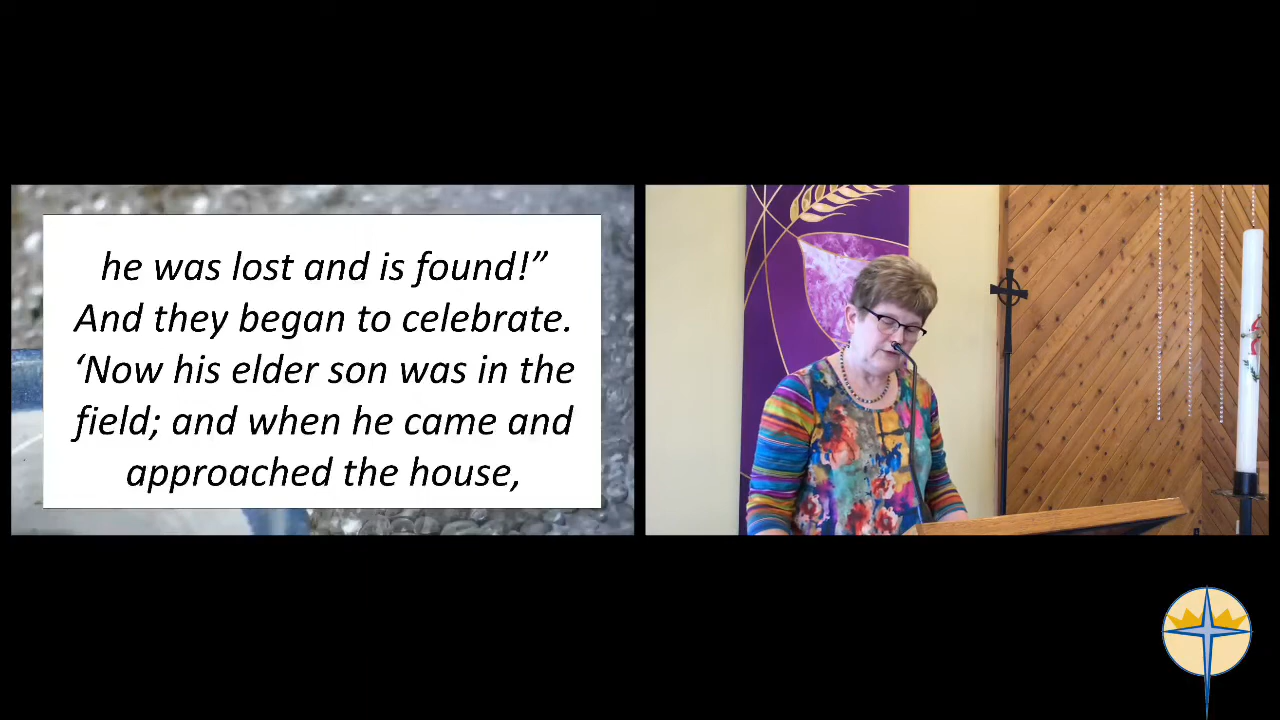 he was lost and is found!”
And they began to celebrate.
‘Now his elder son was in the
field; and when he came and
approached the house,